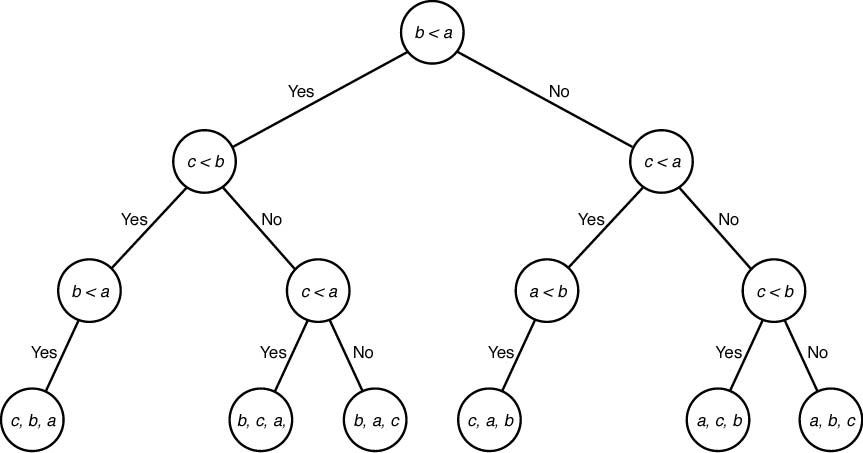 b < a
Yes
No
c < b
c < a
Yes
No
Yes
No
b < a
c < a
a < b
c < b
Yes
Yes
No
Yes
Yes
No
c, b, a
b, c, a,
b, a, c
c, a, b
a, c, b
a, b, c